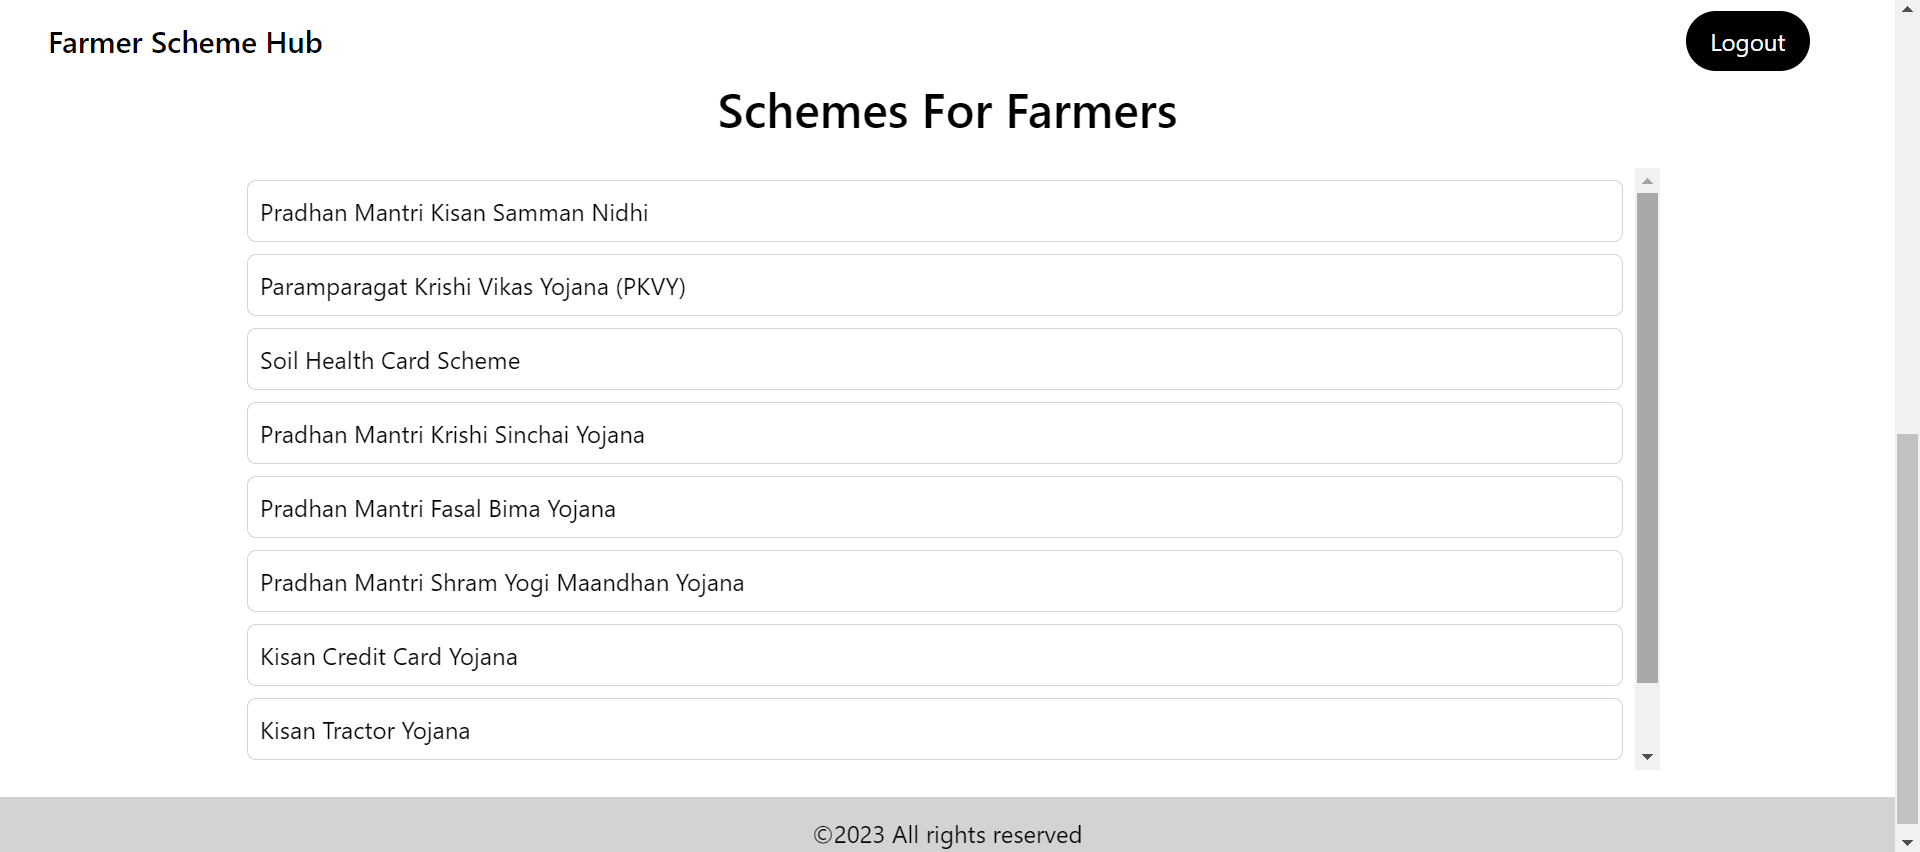 Farmer Scheme Hub
Logout
Schemes For Farmers
Pradhan Mantri Kisan Samman Nidhi
Paramparagat Krishi Vikas Yojana (PKVY)
Soil Health Card Scheme
Pradhan Mantri Krishi Sinchai Yojana
Pradhan Mantri Fasal Bima Yojana
Pradhan Mantri Shram Yogi Maandhan Yojana
Kisan Credit Card Yojana
Kisan Tractor Yojana
©2023 All rights reserved